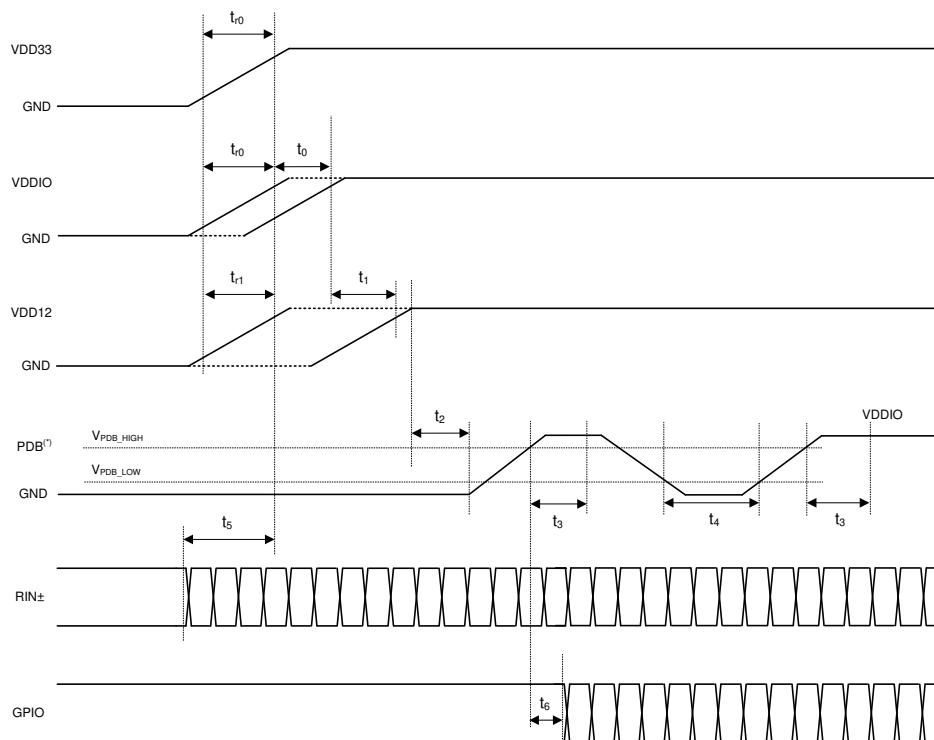 tr0
VDD33
GND
tr0
t0
VDDIO
GND
tr1
t1
VDD12
GND
t2
VDDIO
VPDB_HIGH
PDB(*)
VPDB_LOW
GND
t3
t4
t3
t5
RIN±
t6
GPIO